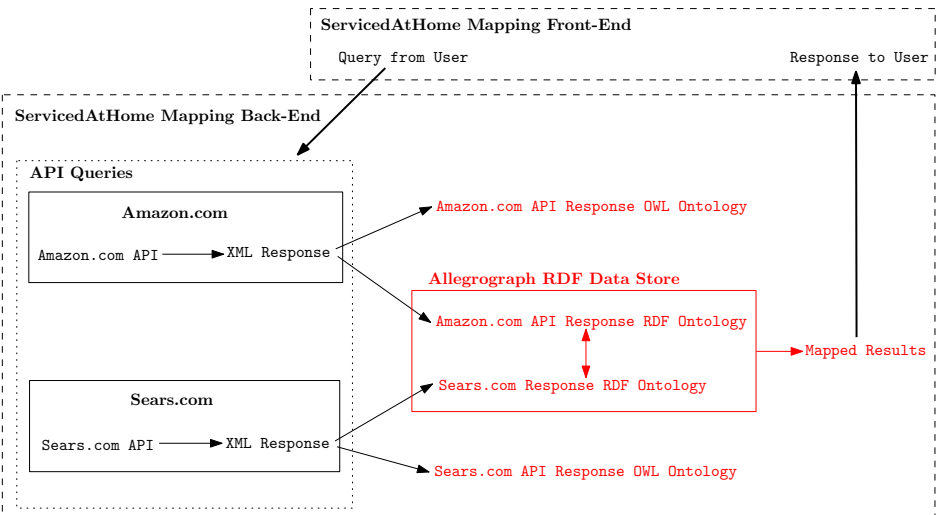 ServicedAtHome Mapping Front-End
Query from User
Response to User
ServicedAtHome Mapping Back-End
API Queries
Amazon.com
Amazon.com API
XML Response
Amazon.com API Response OWL Ontology
Allegrograph RDF Data Store
Amazon.com API Response RDF Ontology
Mapped Results
Sears.com Response RDF Ontology
Sears.com
Sears.com API
XML Response
Sears.com API Response OWL Ontology